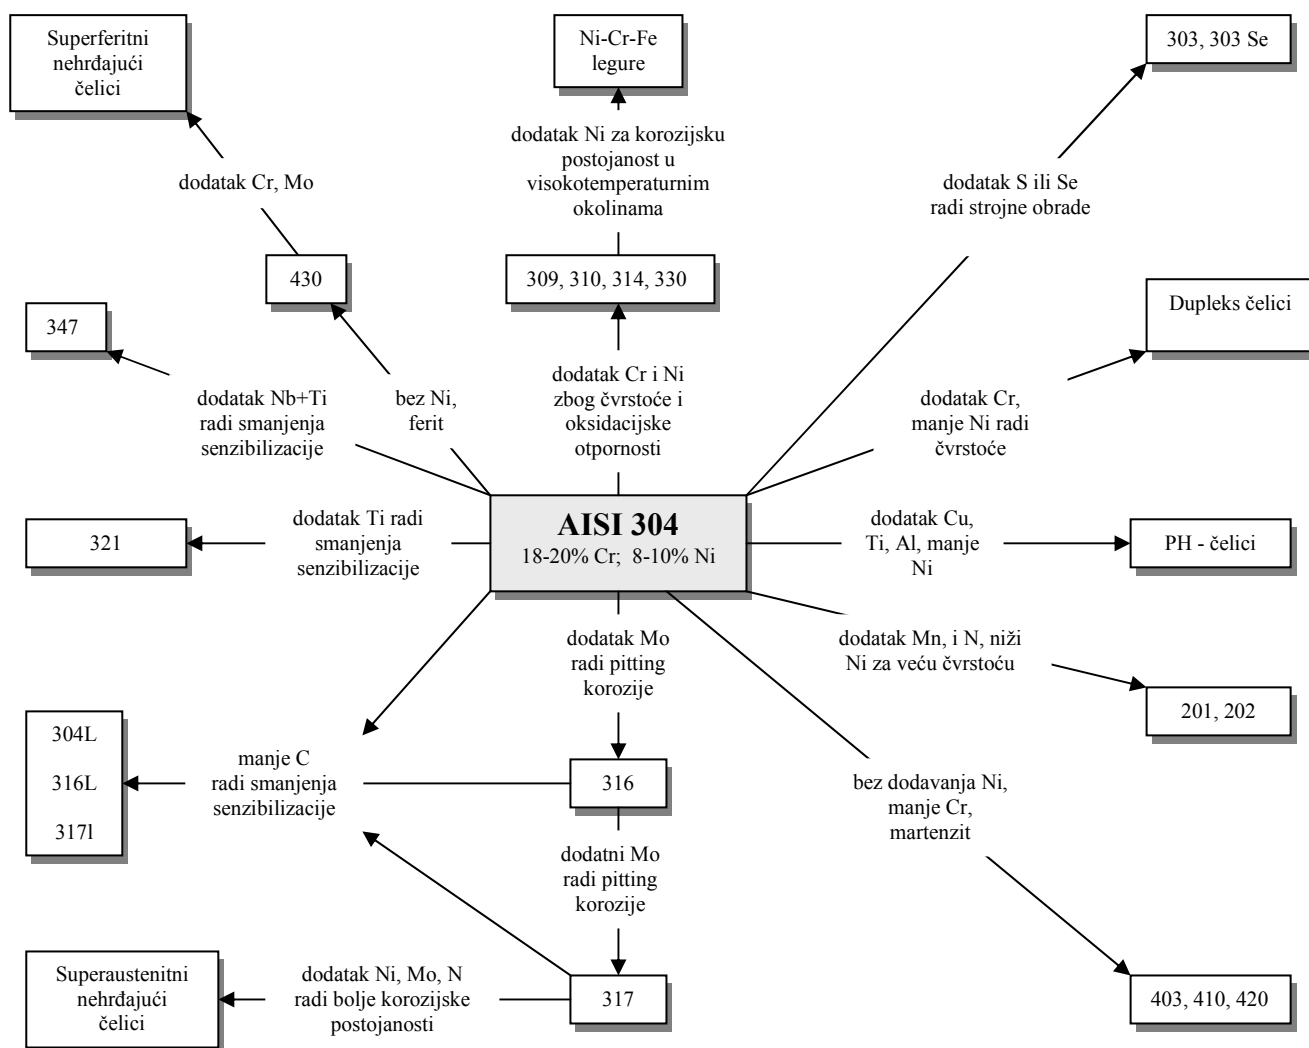 Superferitni
nehrđajući
čelici
Ni-Cr-Fe
legure
303, 303 Se
dodatak Ni za korozijsku
postojanost u
visokotemperaturnim
okolinama
dodatak Cr, Mo
dodatak S ili Se
radi strojne obrade
430
309, 310, 314, 330
Dupleks čelici
347
dodatak Nb+Ti
radi smanjenja
senzibilizacije
bez Ni,
ferit
dodatak Cr i Ni
zbog čvrstoće i
oksidacijske
otpornosti
dodatak Cr,
manje Ni radi
čvrstoće
321
dodatak Ti radi
smanjenja
senzibilizacije
AISI 304
18-20% Cr;  8-10% Ni
dodatak Cu,
Ti, Al, manje
Ni
PH - čelici
dodatak Mo
radi pitting
korozije
dodatak Mn, i N, niži
Ni za veću čvrstoću
201, 202
304L
316L
317l
manje C
radi smanjenja
senzibilizacije
316
bez dodavanja Ni,
manje Cr,
martenzit
dodatni Mo
radi pitting
korozije
Superaustenitni
nehrđajući
čelici
dodatak Ni, Mo, N
radi bolje korozijske
postojanosti
317
403, 410, 420